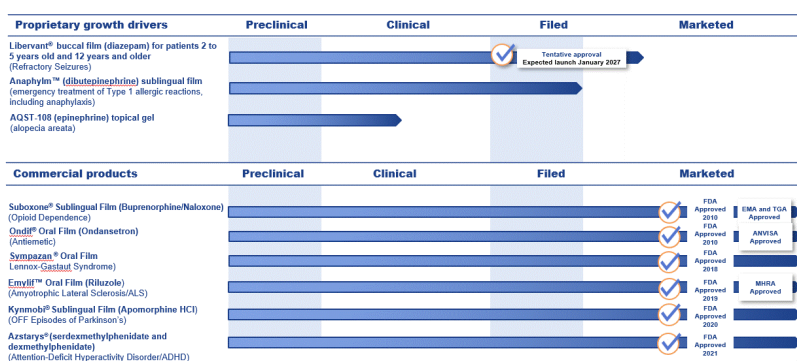 Proprietary growth drivers Preclinical Clinical Filed Marketed
Libervant® buccal film (diazepam) for patients 2 to
5 years old and 12 years and older
(Refractory Seizures)
Tentative approval
Expected launch January 2027
Anaphylm™ (dibutepinephrine) sublingual film
(emergency treatment of Type 1 allergic reactions,
including anaphylaxis)
AQST-108 (epinephrine) topical gel
(alopecia areata)
Commercial products Preclinical Clinical Filed Marketed
Suboxone® Sublingual Film (Buprenorphine/Naloxone)
(Opioid Dependence)
FDA
Approved
2010
EMA and TGA
Approved
Ondif® Oral Film (Ondansetron)
(Antiemetic)
FDA
Approved
2010
ANVISA
Approved
Sympazan® Oral Film
Lennox-Gastaut Syndrome)
FDA
Approved
2018
Emylif™ Oral Film (Riluzole)
(Amyotrophic Lateral Sclerosis/ALS)
FDA
Approved
2019
MHRA
Approved
Kynmobi® Sublingual Film (Apomorphine HCI)
(OFF Episodes of Parkinson's)
FDA
Approved
2020
Azstarys® (serdexmethylphenidate and
dexmethylphenidate)
(Attention-Deficit Hyperactivity Disorder/ADHD)
FDA
Approved
2021